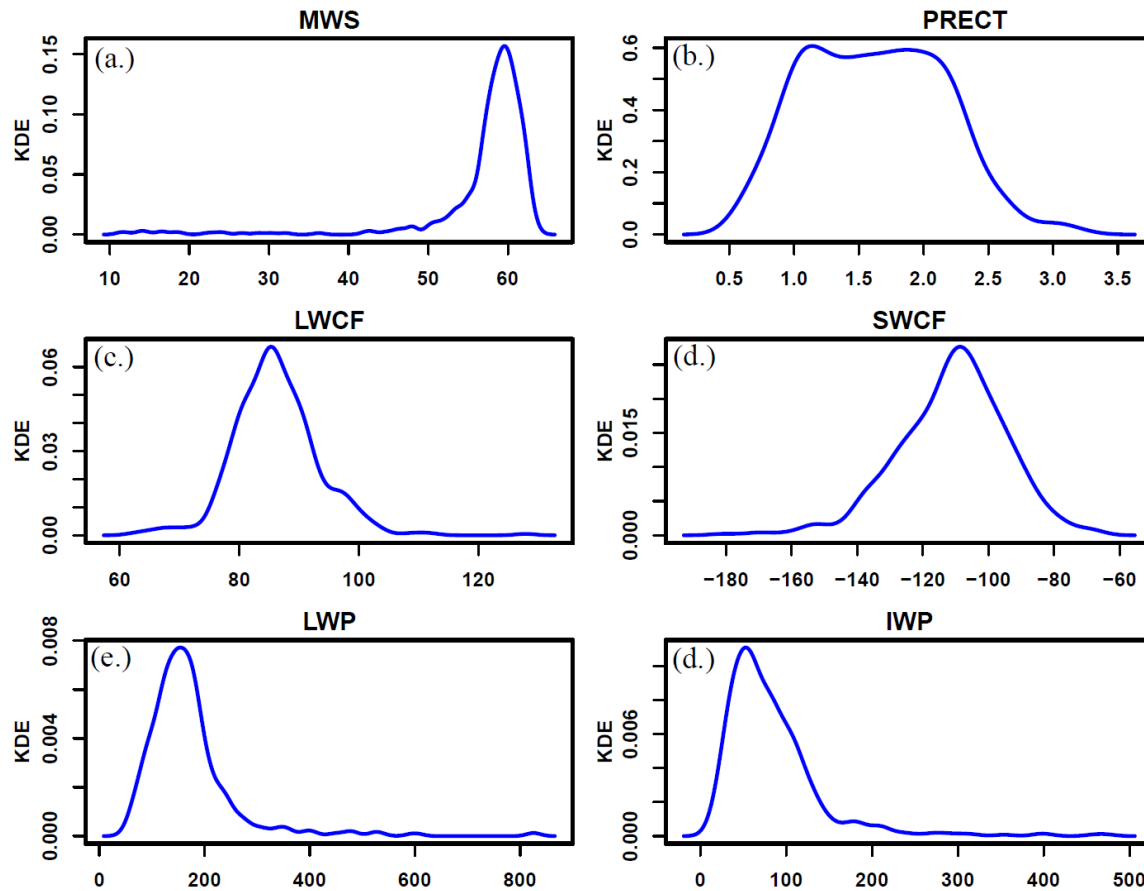 MWS
(a.)
KDE
0.15
0.10
0.05
0.00
10 20 30 40 50 60
PRECT
(b.)
KDE
0.6
0.4
0.2
0.0
0.5 1.0 1.5 2.0 2.5 3.0 3.5
LWCF
(c.)
KDE
0.06
0.03
0.00
60 80 100 120
SWCF
(d.)
KDE
0.015
0.000
−180 −160 −140 −120 −100 −80 −60
LWP
(e.)
KDE
0.008
0.004
0.000
0 200 400 600 800
IWP
(d.)
KDE
0.006
0.000
0 100 200 300 400 500